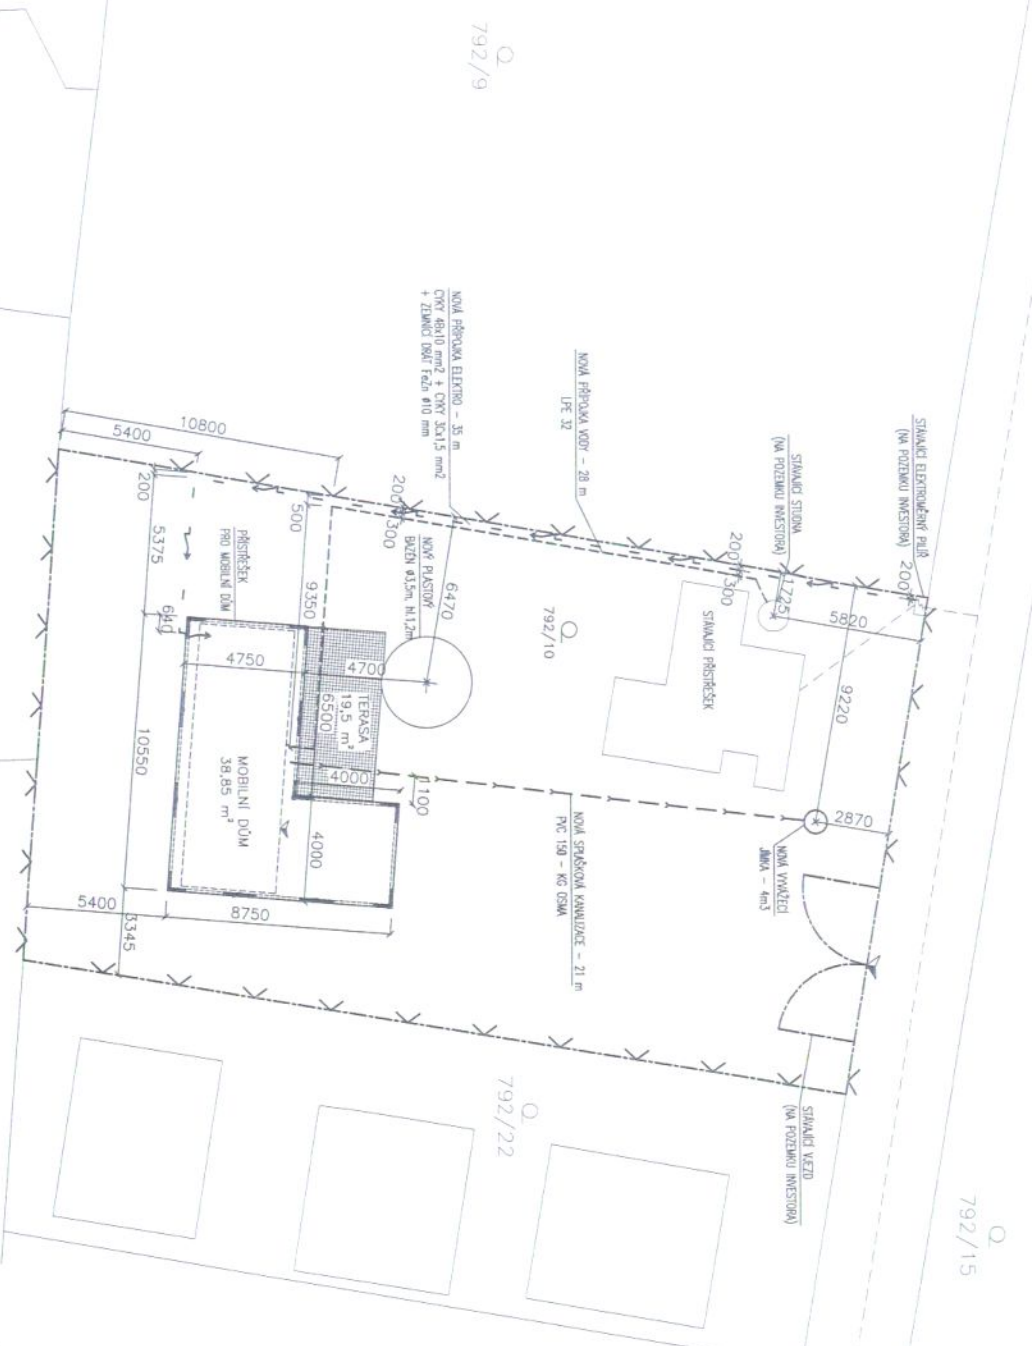 792/9
792/15
792/10
792/22
STÁVAJÍCÍ ELEKTROMĚRNÝ PILÍŘ
(NA POZEMKU INVESTORA)
STÁVAJÍCÍ STUDNA
(NA POZEMKU INVESTORA)
NOVÁ PŘÍPOJKA VODY - 28 m
LPE 32
NOVÁ PŘÍPOJKA ELEKTRO - 35 m
CYKY 4Bx10 mm2 + CYKY 3Cx1,5 mm2
+ ZEMNÍCÍ DRÁT FeZn ø10 mm
STÁVAJÍCÍ PŘÍSTŘEŠEK
NOVÝ PLASTOVÝ
BAZÉN ø3,5m, hl.1,2m
PŘÍSTŘEŠEK
PRO MOBILNÍ DŮM
TERASA
19,5 m²
MOBILNÍ DŮM
38,85 m²
NOVÁ SPLAŠKOVÁ KANALIZACE - 21 m
PVC 150 - KG OSMA
NOVÁ VYVÁŽECÍ
JÍMKA - 4m3
STÁVAJÍCÍ VJEZD
(NA POZEMKU INVESTORA)
200
5820
1725
9220
2870
200
300
6470
200
300
10800
5400
500
9350
200
5375
640
4750
4700
6500
4000
1100
4000
10550
8750
5400
3345